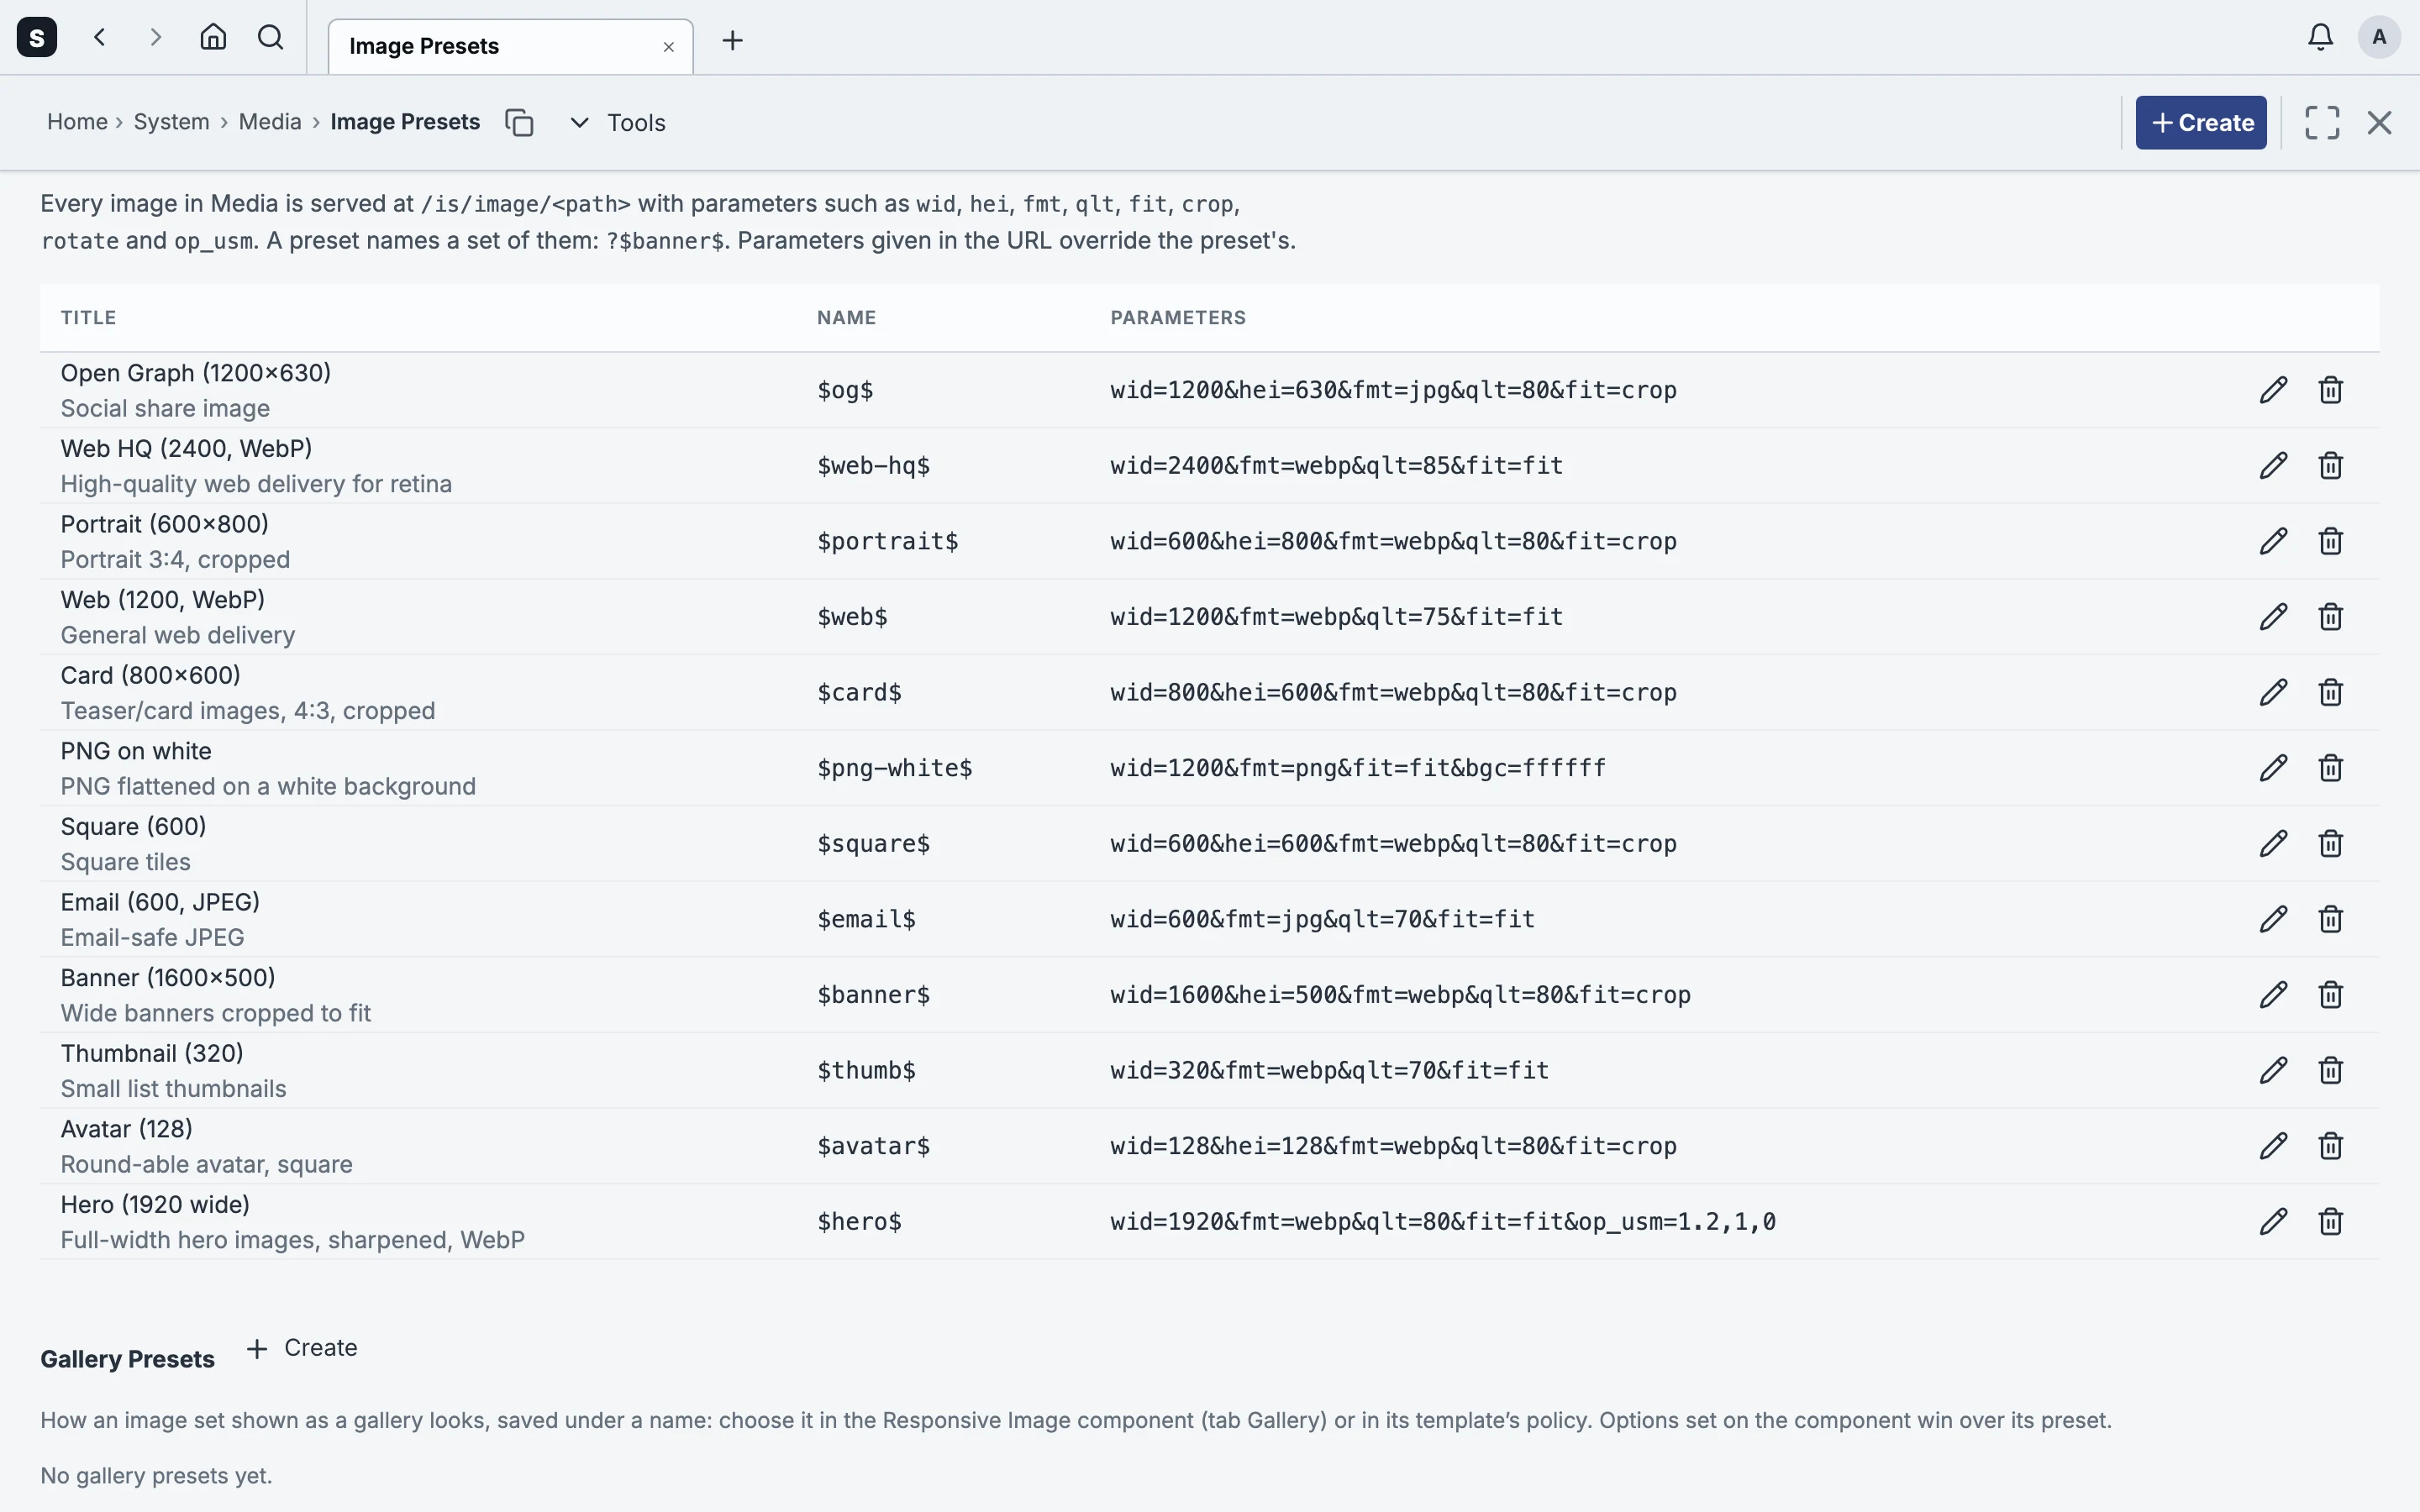 S
Image Presets
A
Home › System › Media › Image Presets
Tools
Create
Every image in Media is served at /is/image/<path> with parameters such as wid, hei, fmt, qlt, fit, crop,
rotate and op_usm. A preset names a set of them: ?$banner$. Parameters given in the URL override the preset's.
TITLE NAME PARAMETERS
Open Graph (1200×630)
Social share image
$og$
wid=1200&hei=630&fmt=jpg&qlt=80&fit=crop
Web HQ (2400, WebP)
High-quality web delivery for retina
$web-hq$
wid=2400&fmt=webp&qlt=85&fit=fit
Portrait (600×800)
Portrait 3:4, cropped
$portrait$
wid=600&hei=800&fmt=webp&qlt=80&fit=crop
Web (1200, WebP)
General web delivery
$web$
wid=1200&fmt=webp&qlt=75&fit=fit
Card (800×600)
Teaser/card images, 4:3, cropped
$card$
wid=800&hei=600&fmt=webp&qlt=80&fit=crop
PNG on white
PNG flattened on a white background
$png-white$
wid=1200&fmt=png&fit=fit&bgc=ffffff
Square (600)
Square tiles
$square$
wid=600&hei=600&fmt=webp&qlt=80&fit=crop
Email (600, JPEG)
Email-safe JPEG
$email$
wid=600&fmt=jpg&qlt=70&fit=fit
Banner (1600×500)
Wide banners cropped to fit
$banner$
wid=1600&hei=500&fmt=webp&qlt=80&fit=crop
Thumbnail (320)
Small list thumbnails
$thumb$
wid=320&fmt=webp&qlt=70&fit=fit
Avatar (128)
Round-able avatar, square
$avatar$
wid=128&hei=128&fmt=webp&qlt=80&fit=crop
Hero (1920 wide)
Full-width hero images, sharpened, WebP
$hero$
wid=1920&fmt=webp&qlt=80&fit=fit&op_usm=1.2,1,0
Gallery Presets
Create
How an image set shown as a gallery looks, saved under a name: choose it in the Responsive Image component (tab Gallery) or in its template’s policy. Options set on the component win over its preset.
No gallery presets yet.